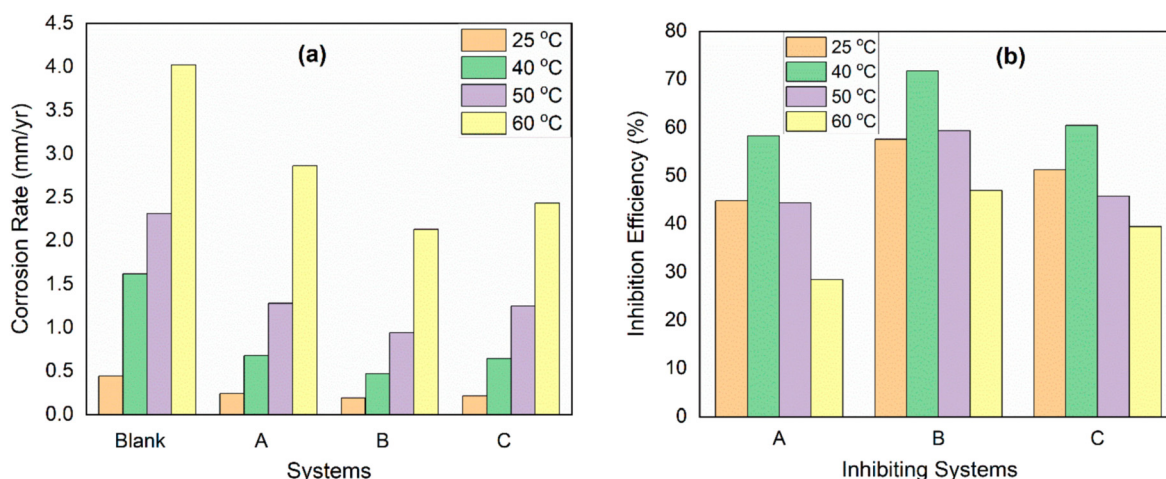 (a)
25 °C
40 °C
50 °C
60 °C
4.5
4.0
3.5
3.0
2.5
2.0
1.5
1.0
0.5
0.0
Corrosion Rate (mm/yr)
Blank A B C
Systems
(b)
25 °C
40 °C
50 °C
60 °C
80
70
60
50
40
30
20
10
0
Inhibition Efficiency (%)
A B C
Inhibiting Systems